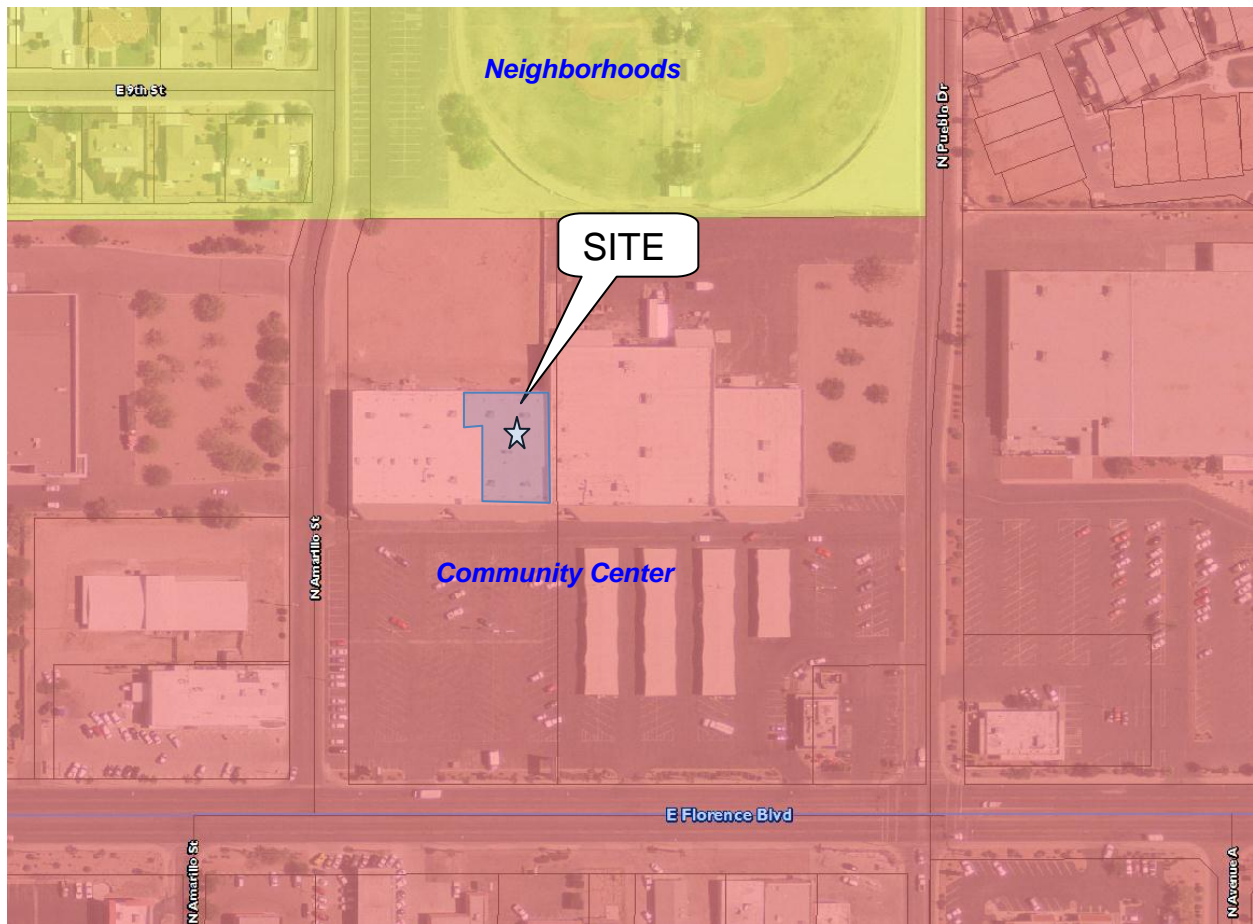 Neighborhoods
E 9th St
N Pueblo Dr
SITE
N Amarillo St
Community Center
E Florence Blvd
N Amarillo St
N Avenue A